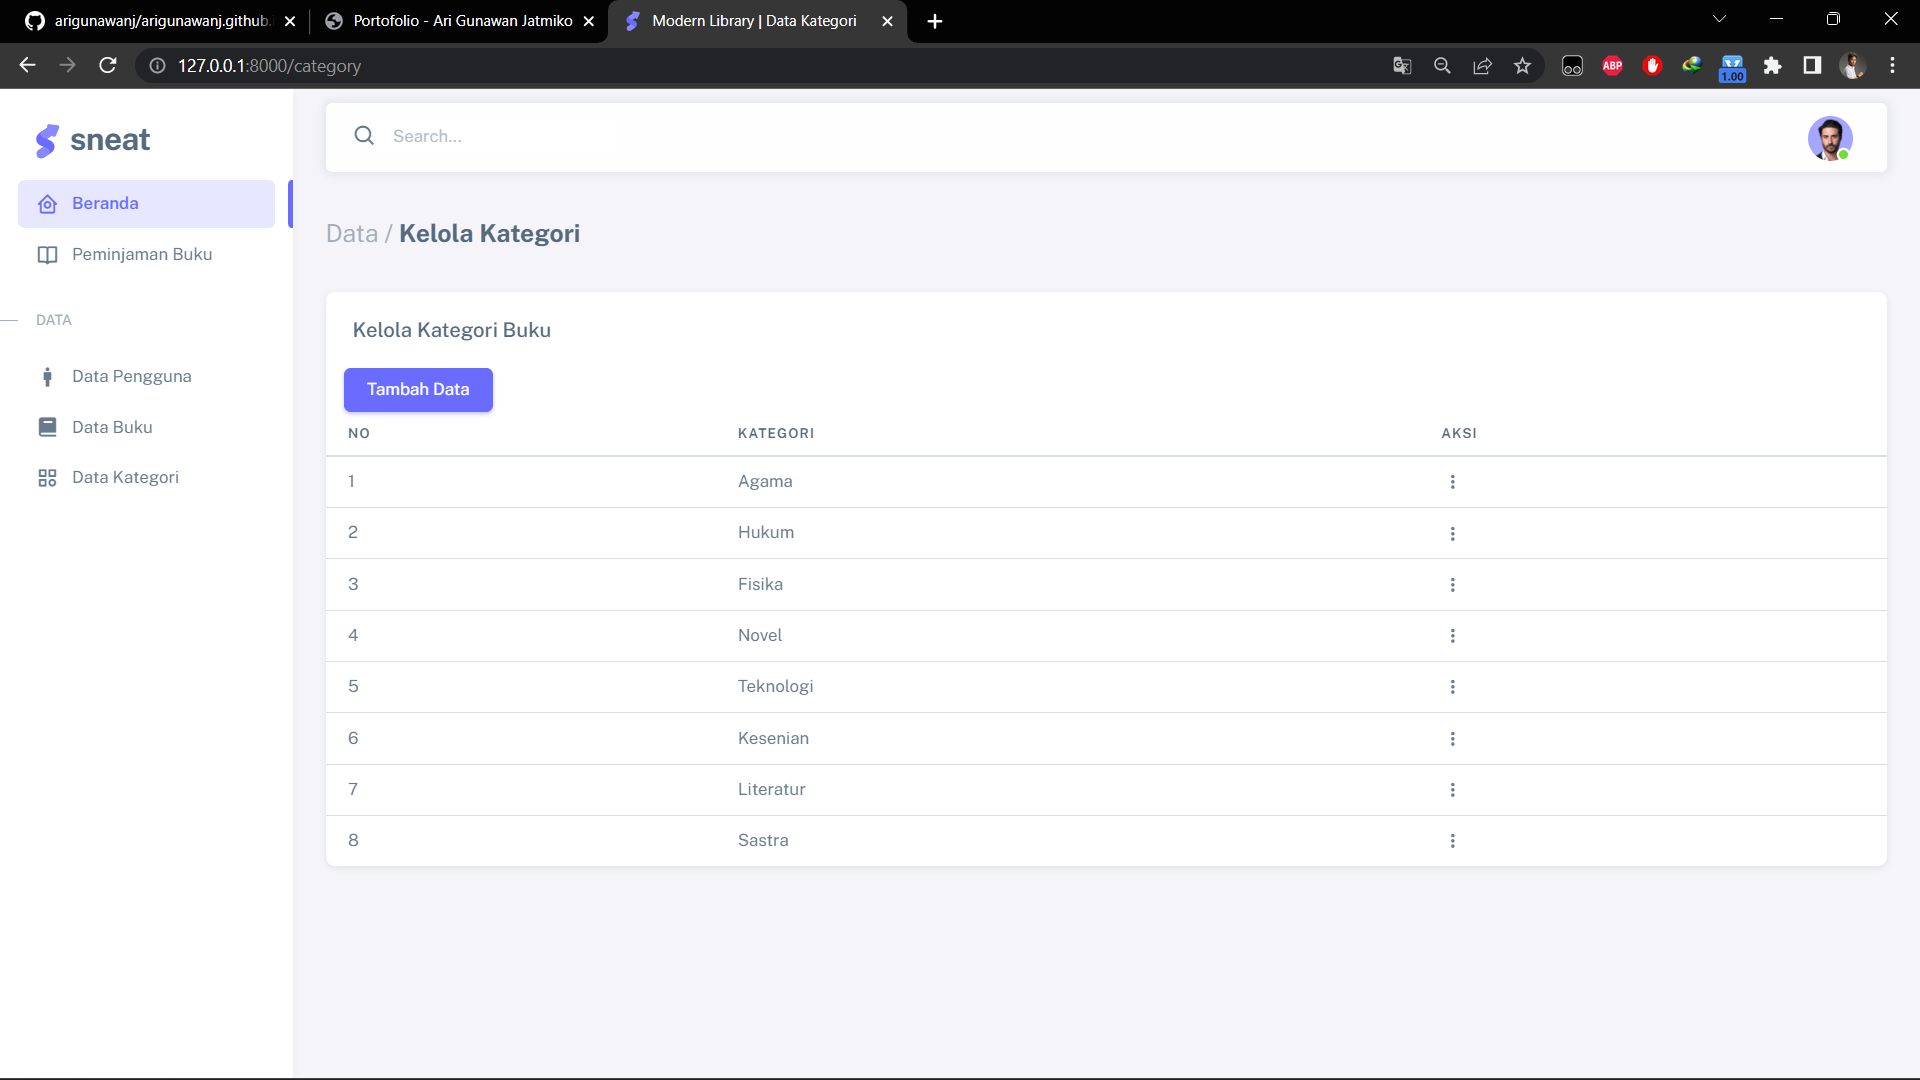 arigunawanj/arigunawanj.github.
Portofolio - Ari Gunawan Jatmiko
Modern Library | Data Kategori
127.0.0.1:8000/category
ABP
1.00
sneat
Search...
Beranda
Peminjaman Buku
DATA
Data Pengguna
Data Buku
Data Kategori
Data / Kelola Kategori
Kelola Kategori Buku
Tambah Data
NO KATEGORI AKSI
1 Agama
2 Hukum
3 Fisika
4 Novel
5 Teknologi
6 Kesenian
7 Literatur
8 Sastra